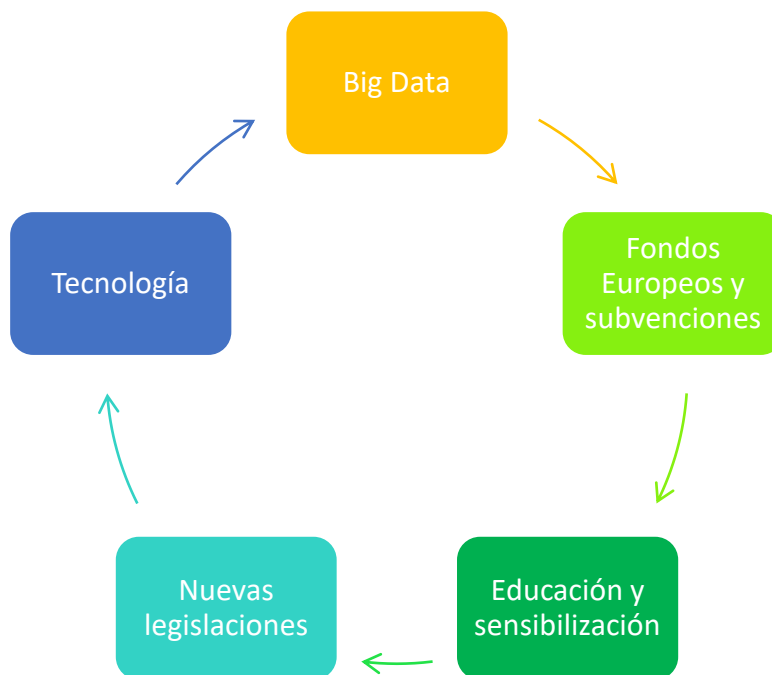 Big Data
Fondos
Europeos y
subvenciones
Educación y
sensibilización
Nuevas
legislaciones
Tecnología